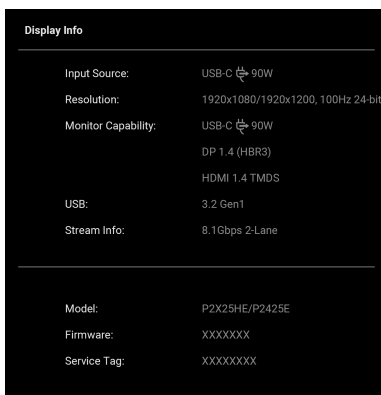 Display Info
Input Source: USB-C 90W
Resolution: 1920x1080/1920x1200, 100Hz 24-bit
Monitor Capability: USB-C 90W
DP 1.4 (HBR3)
HDMI 1.4 TMDS
USB: 3.2 Gen1
Stream Info: 8.1Gbps 2-Lane
Model: P2X25HE/P2425E
Firmware: XXXXXXX
Service Tag: XXXXXXXX